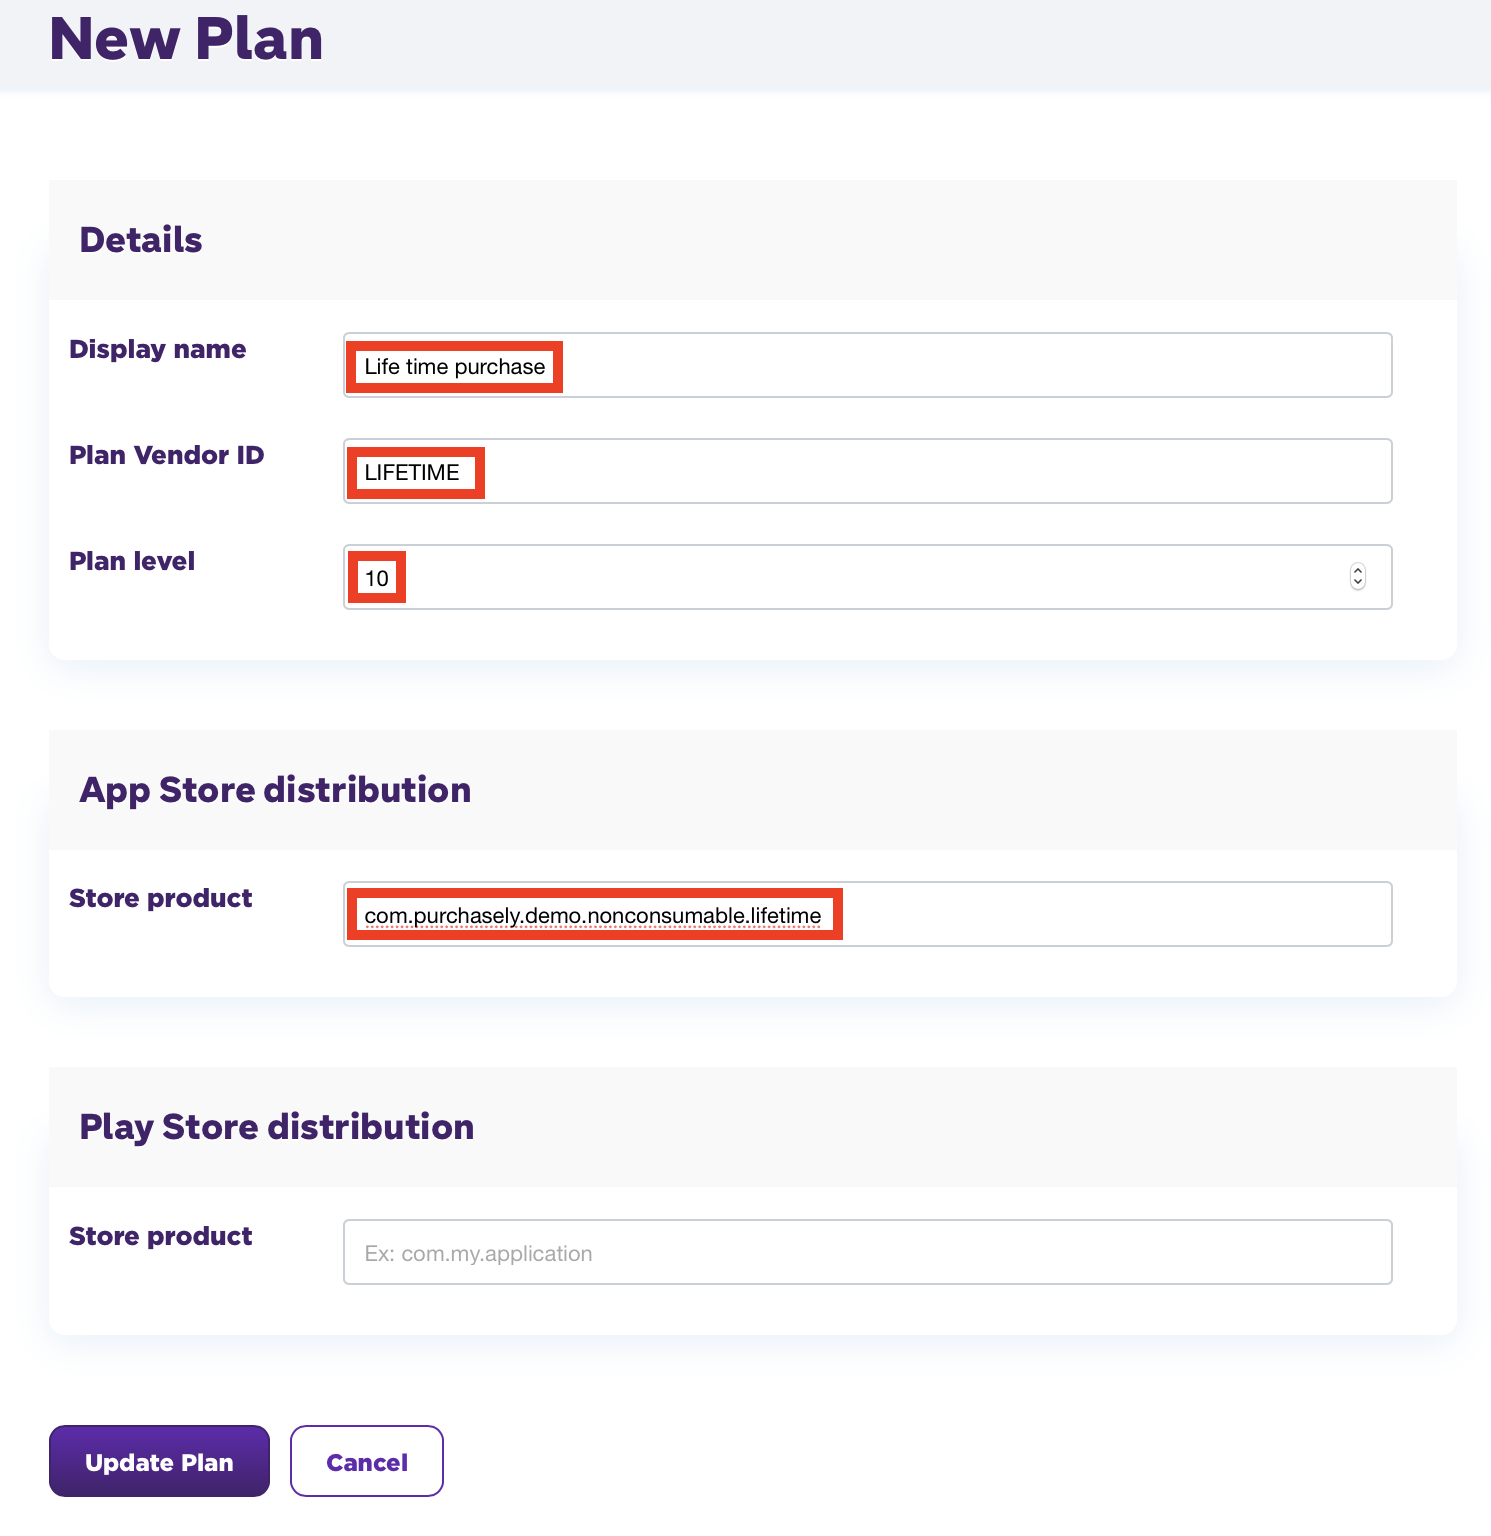 New Plan
Details
Display name
Life time purchase
Plan Vendor ID
LIFETIME
Plan level
10
App Store distribution
Store product
com.purchasely.demo.nonconsumable.lifetime
Play Store distribution
Store product
Ex: com.my.application
Update Plan
Cancel